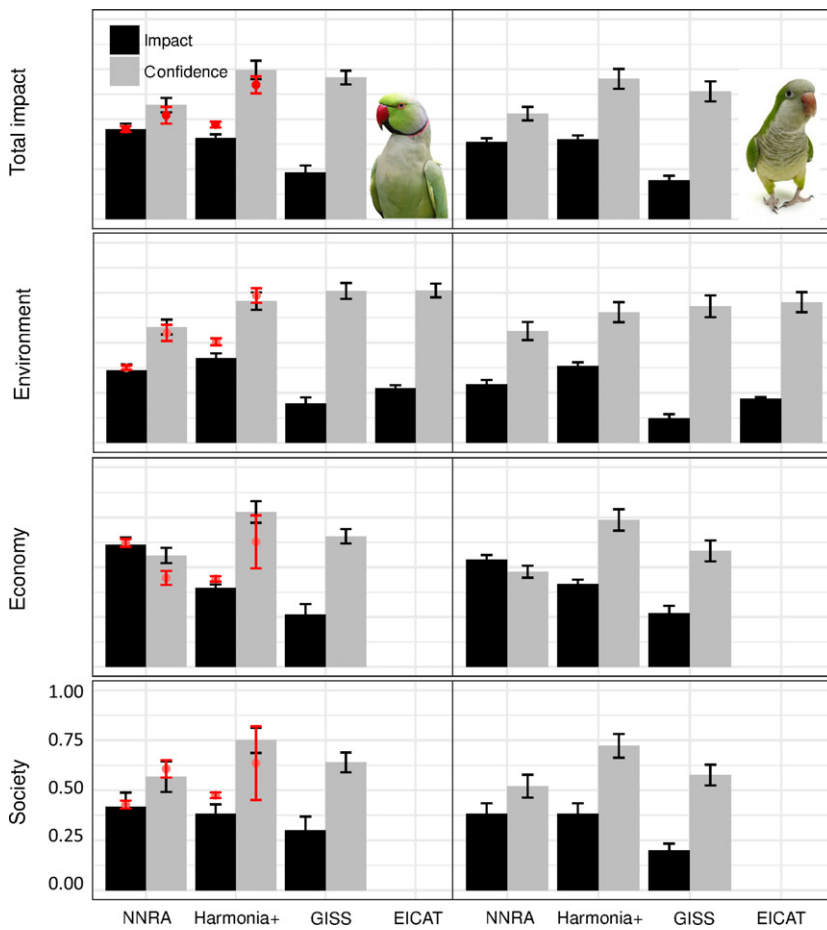 Impact
Confidence
Total impact
Environment
Economy
Society
1.00
0.75
0.50
0.25
0.00
NNRA Harmonia+ GISS EICAT NNRA Harmonia+ GISS EICAT